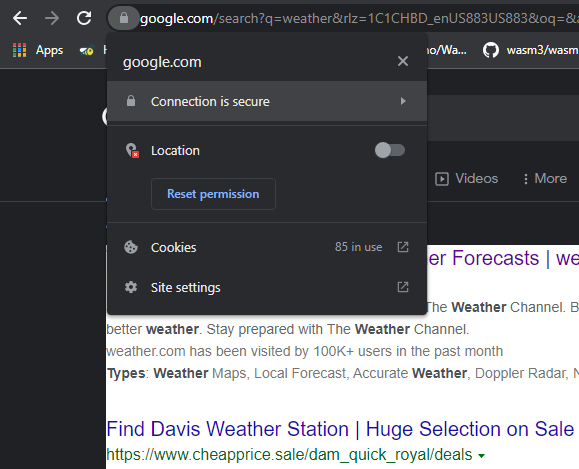 google.com/search?q=weather&rlz=1C1CHBD_enUS883US883&oq=&
Apps
no/Wa...
wasm3/wasm
google.com
Connection is secure
Location
Videos
More
Reset permission
Cookies
85 in use
er Forecasts | we
Site settings
The Weather Channel. B
better weather. Stay prepared with The Weather Channel.
weather.com has been visited by 100K+ users in the past month
Types: Weather Maps, Local Forecast, Accurate Weather, Doppler Radar, N
Find Davis Weather Station | Huge Selection on Sale
https://www.cheapprice.sale/dam_quick_royal/deals